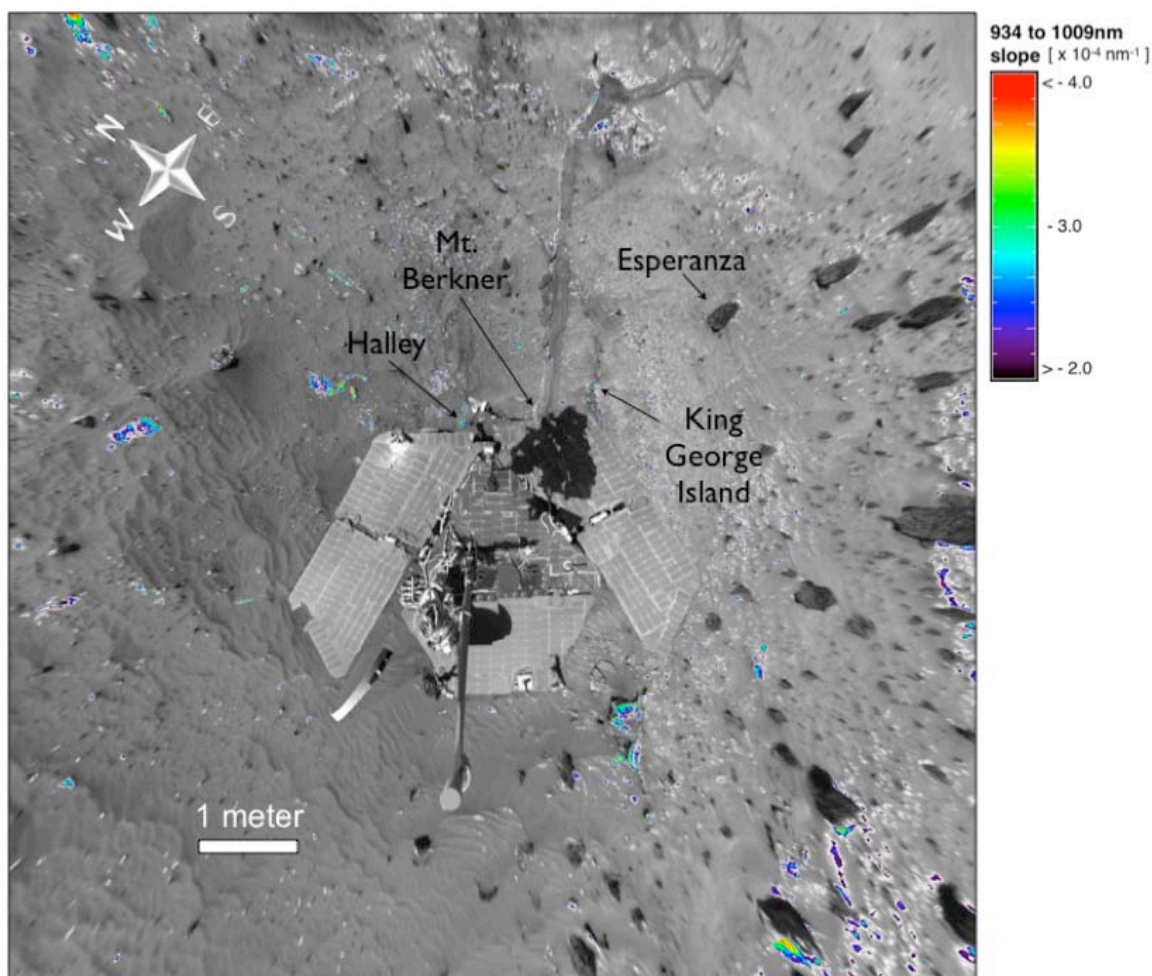 934 to 1009nm
slope [ x 10⁻⁴ nm⁻¹ ]
< - 4.0
- 3.0
> - 2.0
N
E
W
S
Mt.
Berkner
Esperanza
Halley
King
George
Island
1 meter